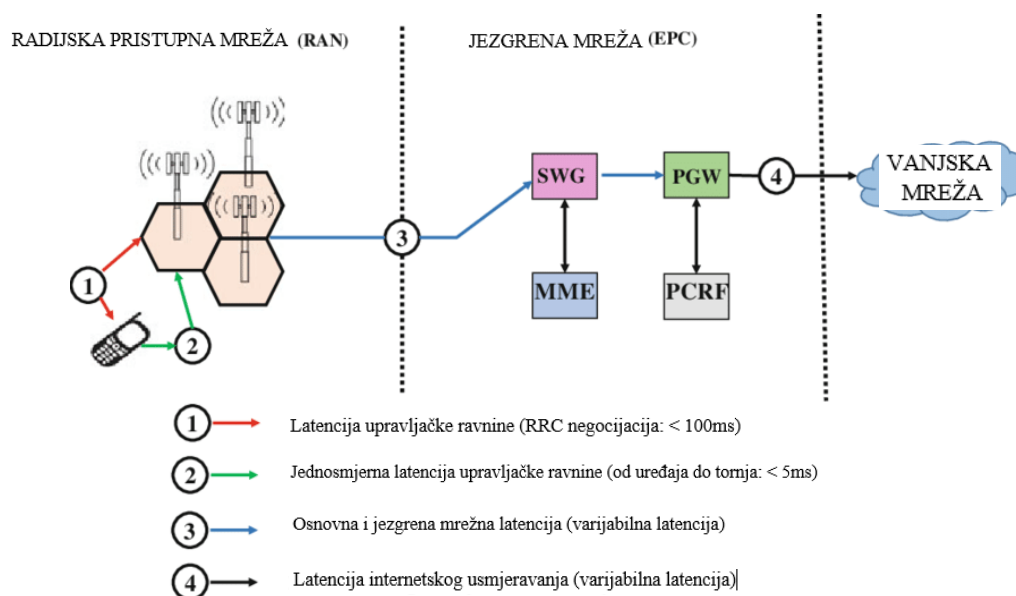 RADIJSKA PRISTUPNA MREŽA (RAN)
JEZGRENA MREŽA (EPC)
SWG
PGW
4
VANJSKA
MREŽA
3
1
MME
PCRF
2
1 Latencija upravljačke ravnine (RRC negocijacija: < 100ms)
2 Jednosmjerna latencija upravljačke ravnine (od uređaja do tornja: < 5ms)
3 Osnovna i jezgrena mrežna latencija (varijabilna latencija)
4 Latencija internetskog usmjeravanja (varijabilna latencija)